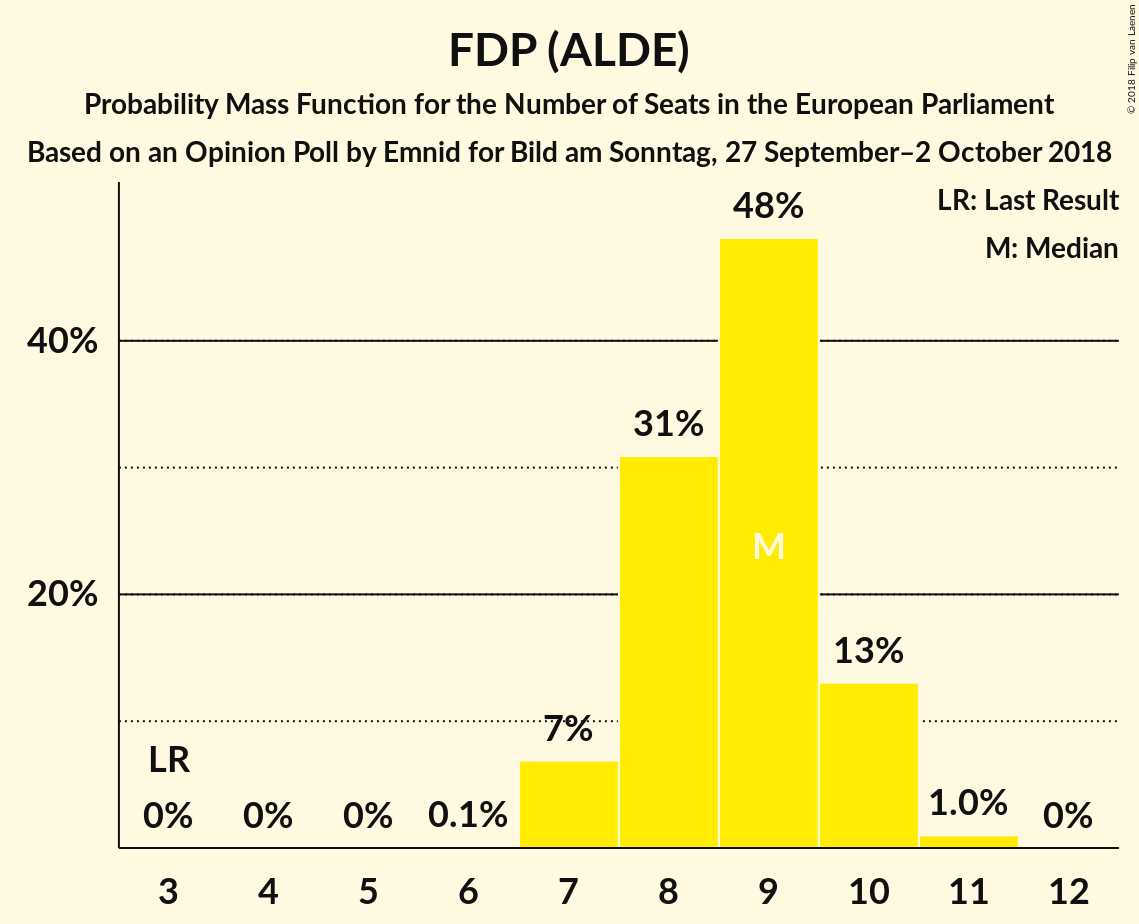 FDP (ALDE)
Probability Mass Function for the Number of Seats in the European Parliament
Based on an Opinion Poll by Emnid for Bild am Sonntag, 27 September–2 October 2018
© 2018 Filip van Laenen
LR: Last Result
M: Median
48%
40%
31%
M
20%
13%
7%
LR
0% 0% 0% 0.1% 1.0% 0%
3 4 5 6 7 8 9 10 11 12